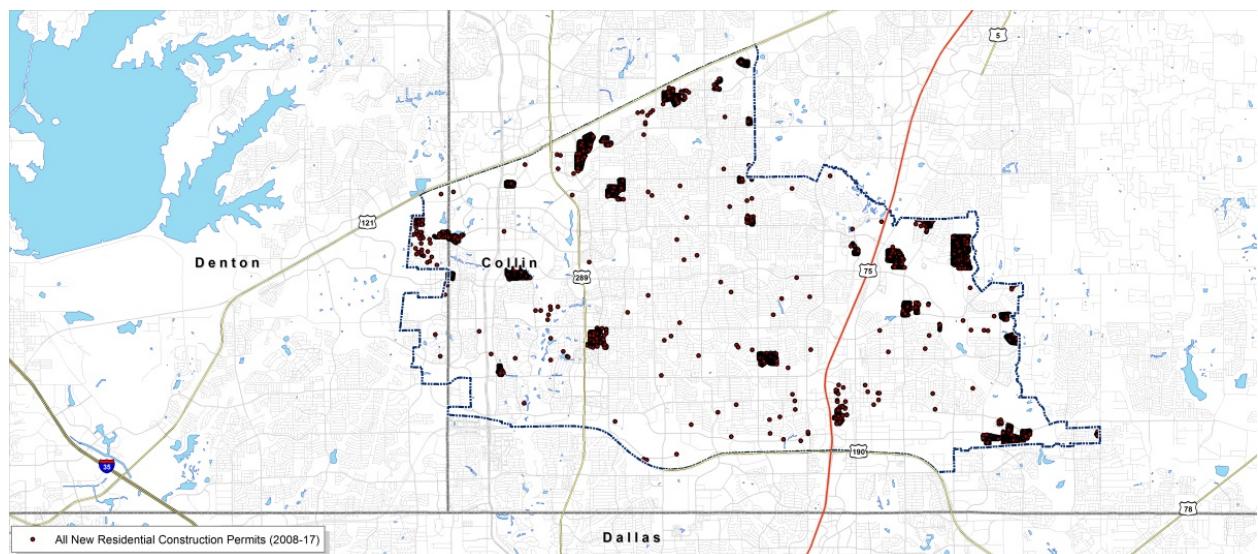 5
121
Denton
Collin
289
75
190
35
78
All New Residential Construction Permits (2008-17)
Dallas